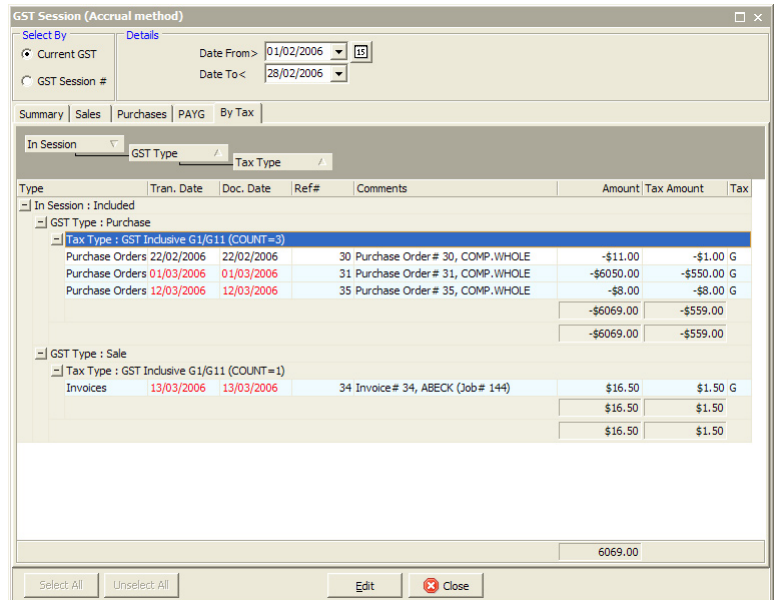 GST Session (Accrual method)
Select By
Details
Current GST
GST Session #
Date From> 01/02/2006 15
Date To< 28/02/2006
Summary Sales Purchases PAYG By Tax
In Session
GST Type
Tax Type
Type Tran. Date Doc. Date Ref# Comments Amount Tax Amount Tax
In Session : Included
GST Type : Purchase
Tax Type : GST Inclusive G1/G11 (COUNT=3)
Purchase Orders 22/02/2006 22/02/2006 30 Purchase Order# 30, COMP.WHOLE -$11.00 -$1.00 G
Purchase Orders 01/03/2006 01/03/2006 31 Purchase Order# 31, COMP.WHOLE -$6050.00 -$550.00 G
Purchase Orders 12/03/2006 12/03/2006 35 Purchase Order# 35, COMP.WHOLE -$8.00 -$8.00 G
-$6069.00 -$559.00
-$6069.00 -$559.00
GST Type : Sale
Tax Type : GST Inclusive G1/G11 (COUNT=1)
Invoices 13/03/2006 13/03/2006 34 Invoice# 34, ABECK (Job# 144) $16.50 $1.50 G
$16.50 $1.50
$16.50 $1.50
6069.00
Select All Unselect All Edit Close